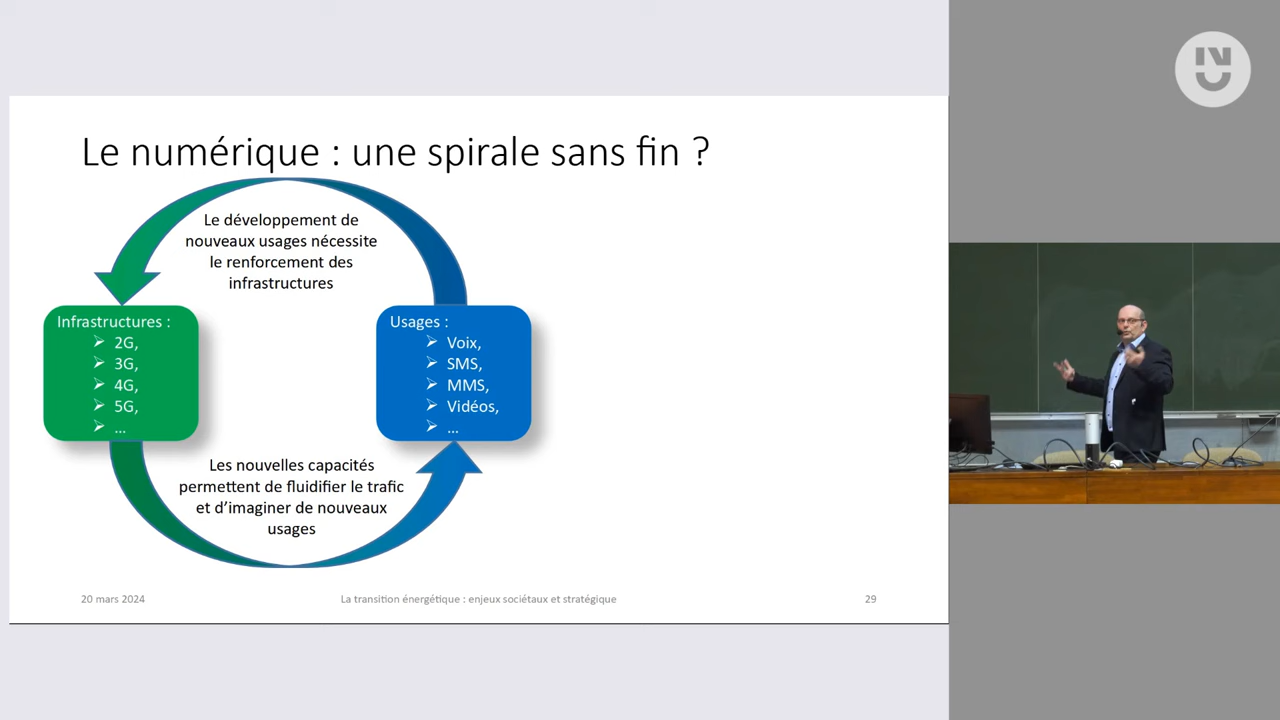 Le numérique : une spirale sans fin ?
Le développement de
nouveaux usages nécessite
le renforcement des
infrastructures
Infrastructures :
➢ 2G,
➢ 3G,
➢ 4G,
➢ 5G,
➢ ...
Usages :
➢ Voix,
➢ SMS,
➢ MMS,
➢ Vidéos,
➢ ...
Les nouvelles capacités
permettent de fluidifier le trafic
et d’imaginer de nouveaux
usages
20 mars 2024
La transition énergétique : enjeux sociétaux et stratégique
29